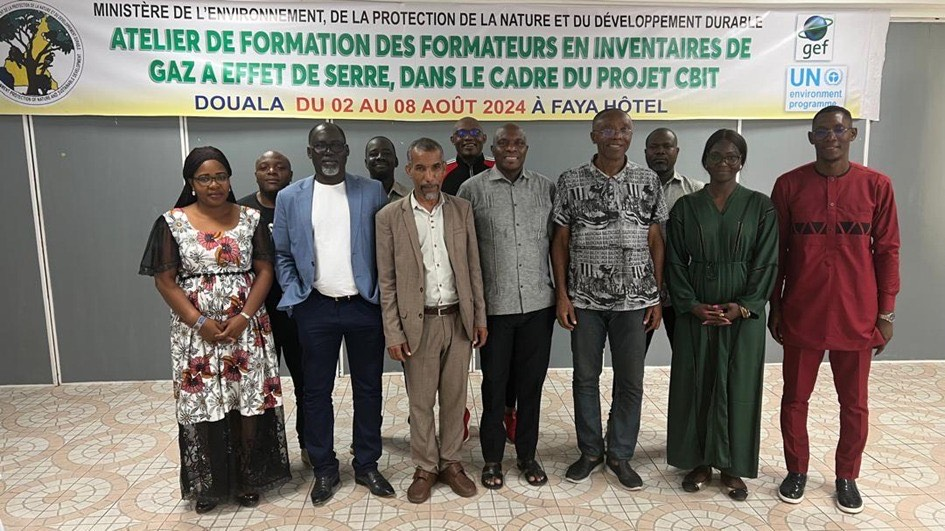 MINISTÈRE DE L'ENVIRONNEMENT, DE LA PROTECTION DE LA NATURE ET DU DÉVELOPPEMENT DURABLE
ATELIER DE FORMATION DES FORMATEURS EN INVENTAIRES DE
GAZ A EFFET DE SERRE, DANS LE CADRE DU PROJET CBIT
DOUALA DU 02 AU 08 AOÛT 2024 À FAYA HÔTEL
gef
UN
environment
programme